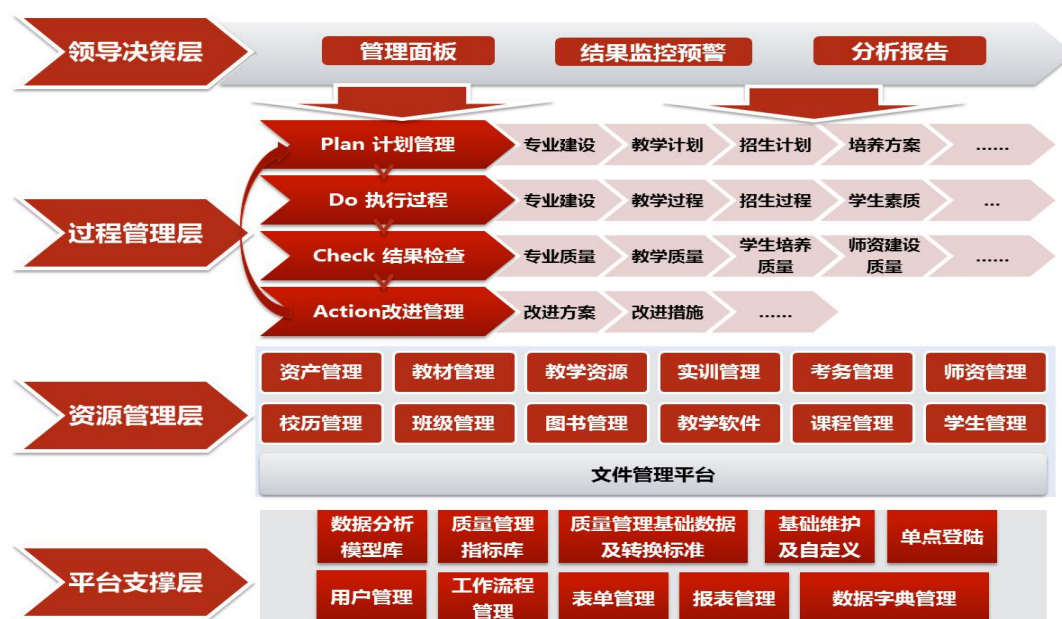 领导决策层
管理面板
结果监控预警
分析报告
过程管理层
Plan 计划管理
专业建设
教学计划
招生计划
培养方案
......
Do 执行过程
专业建设
教学过程
招生过程
学生素质
...
Check 结果检查
专业质量
教学质量
学生培养
质量
师资建设
质量
......
Action改进管理
改进方案
改进措施
......
资源管理层
资产管理
教材管理
教学资源
实训管理
考务管理
师资管理
校历管理
班级管理
图书管理
教学软件
课程管理
学生管理
文件管理平台
平台支撑层
数据分析
模型库
质量管理
指标库
质量管理基础数据
及转换标准
基础维护
及自定义
单点登陆
用户管理
工作流程
管理
表单管理
报表管理
数据字典管理